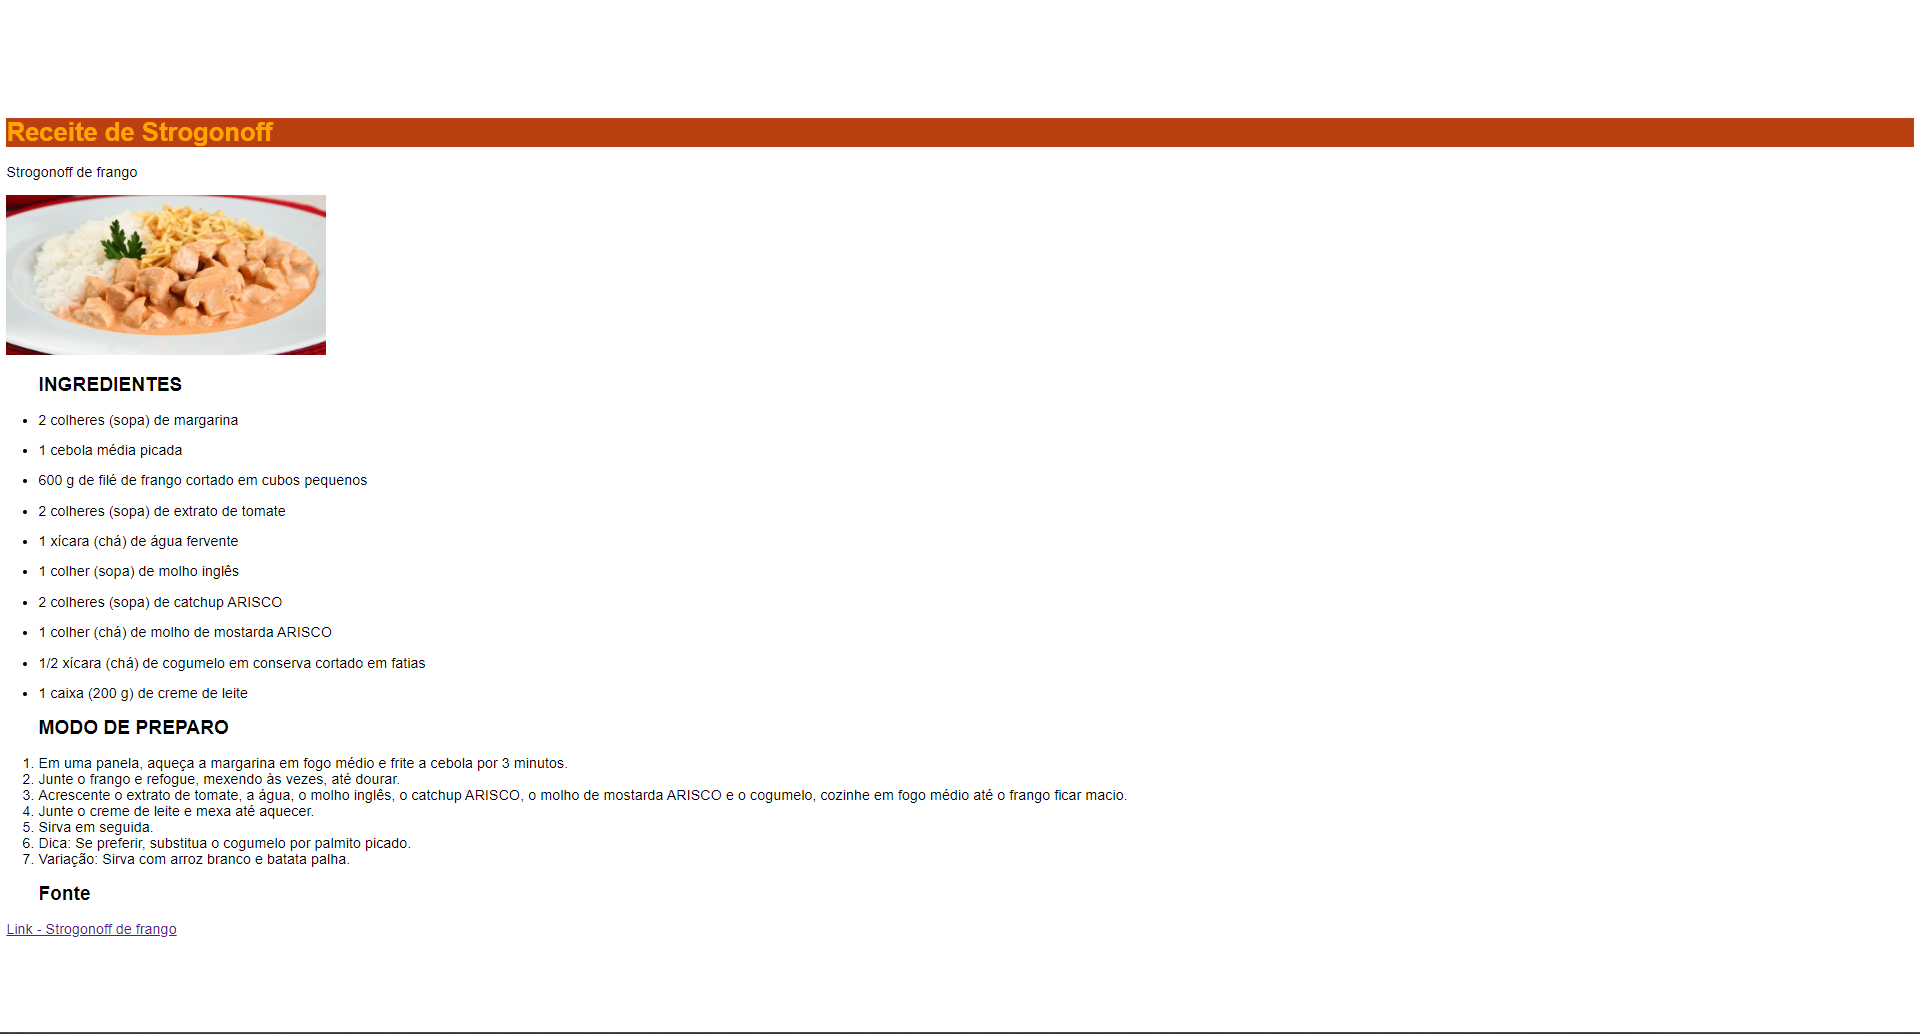 Receite de Strogonoff
Strogonoff de frango
INGREDIENTES
• 2 colheres (sopa) de margarina
• 1 cebola média picada
• 600 g de filé de frango cortado em cubos pequenos
• 2 colheres (sopa) de extrato de tomate
• 1 xícara (chá) de água fervente
• 1 colher (sopa) de molho inglês
• 2 colheres (sopa) de catchup ARISCO
• 1 colher (chá) de molho de mostarda ARISCO
• 1/2 xícara (chá) de cogumelo em conserva cortado em fatias
• 1 caixa (200 g) de creme de leite
MODO DE PREPARO
1. Em uma panela, aqueça a margarina em fogo médio e frite a cebola por 3 minutos.
2. Junte o frango e refogue, mexendo às vezes, até dourar.
3. Acrescente o extrato de tomate, a água, o molho inglês, o catchup ARISCO, o molho de mostarda ARISCO e o cogumelo, cozinhe em fogo médio até o frango ficar macio.
4. Junte o creme de leite e mexa até aquecer.
5. Sirva em seguida.
6. Dica: Se preferir, substitua o cogumelo por palmito picado.
7. Variação: Sirva com arroz branco e batata palha.
Fonte
Link - Strogonoff de frango